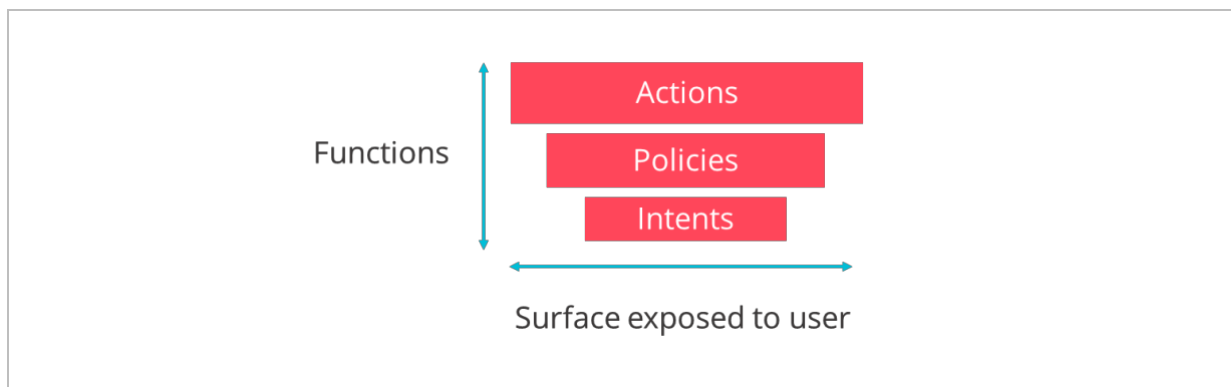 Actions
Functions
Policies
Intents
Surface exposed to user